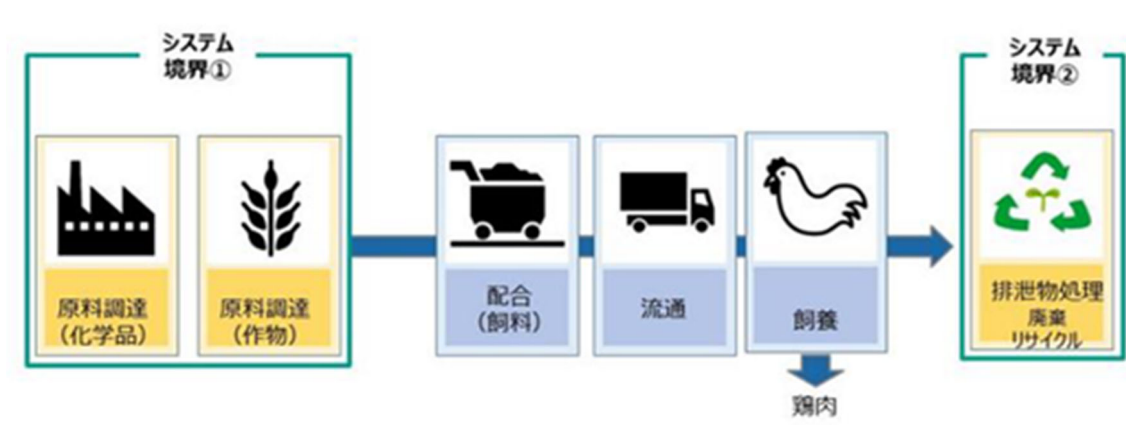 システム
境界①
システム
境界②
原料調達
（化学品）
原料調達
（作物）
配合
（飼料）
流通
飼養
排泄物処理
廃棄
リサイクル
鶏肉